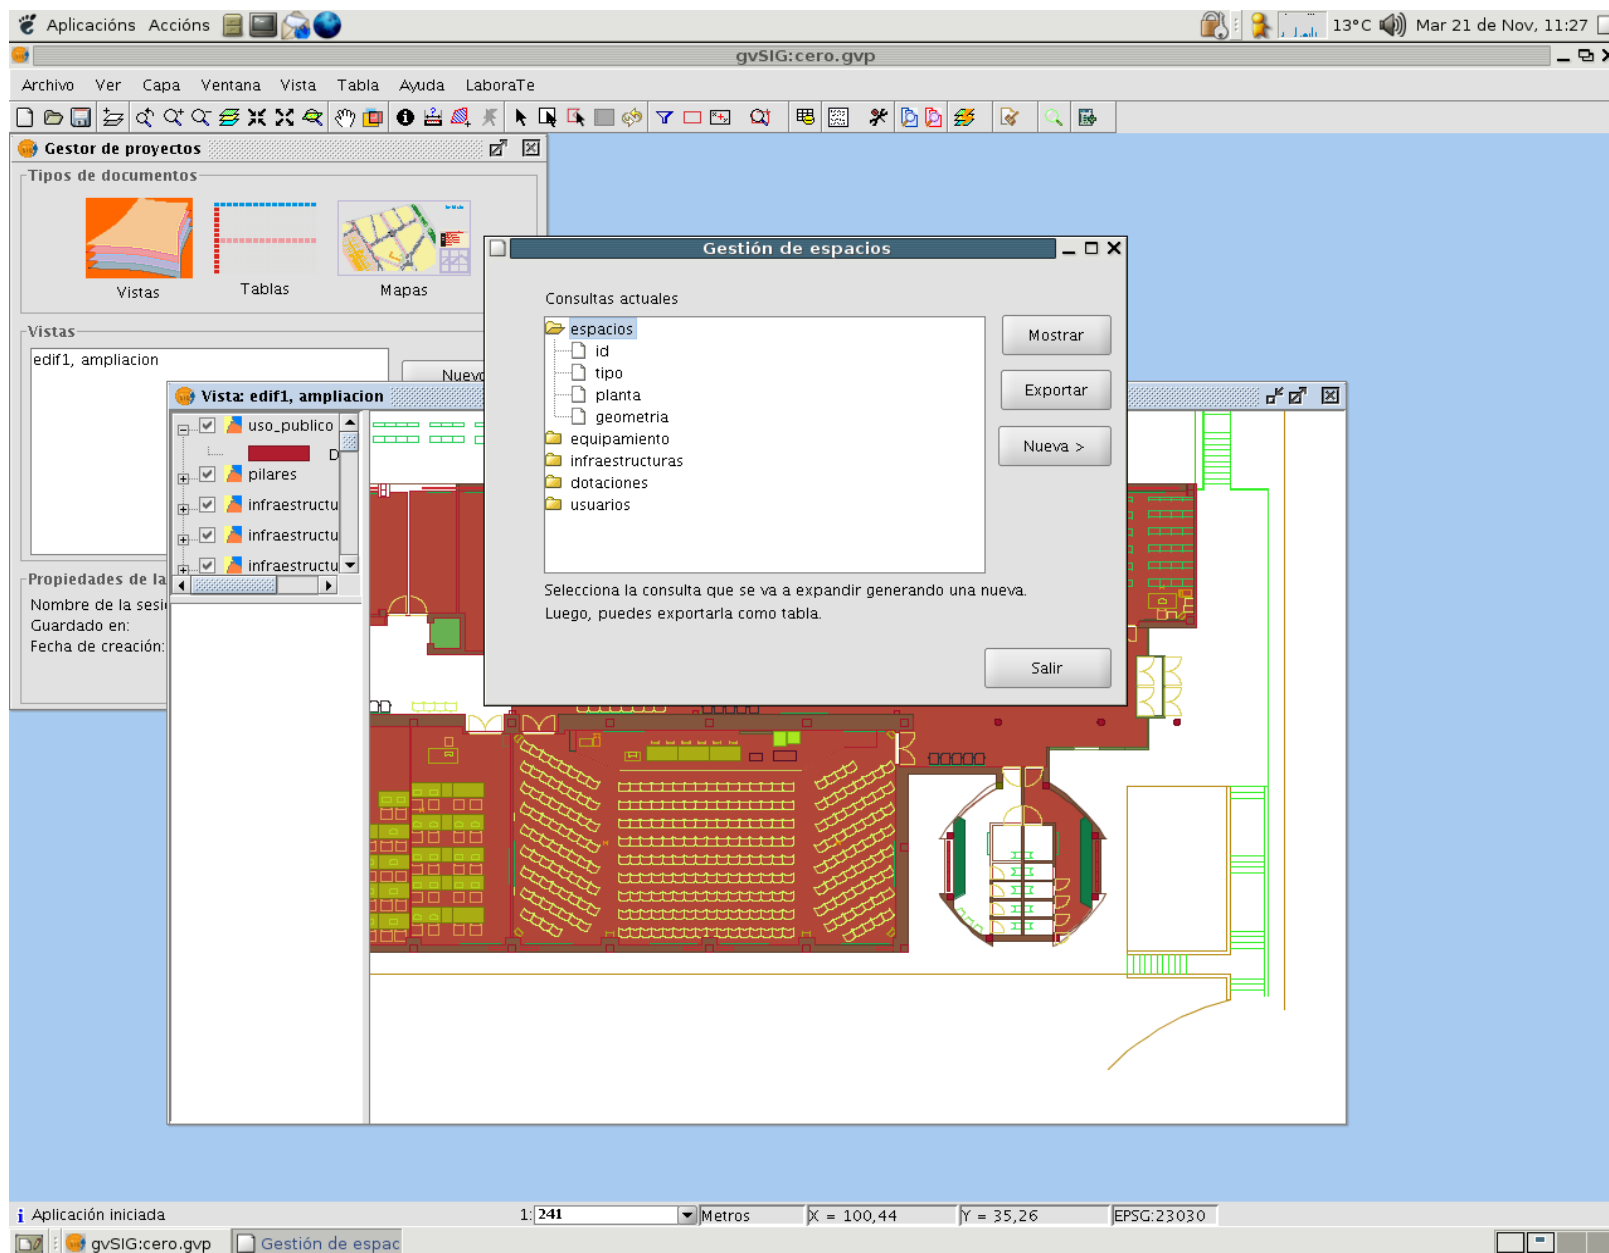 Aplicacións Accións 13°C Mar 21 de Nov, 11:27
gvSIG:cero.gvp
Archivo Ver Capa Ventana Vista Tabla Ayuda LaboraTe
Gestor de proyectos
Tipos de documentos
Vistas Tablas Mapas
Vistas
edif1, ampliacion
Propiedades de la
Nombre de la sesi
Guardado en:
Fecha de creación:
Vista: edif1, ampliacion
uso_publico
D
pilares
infraestructu
infraestructu
infraestructu
Gestión de espacios
Consultas actuales
espacios
id
tipo
planta
geometria
equipamiento
infraestructuras
dotaciones
usuarios
Mostrar
Exportar
Nueva >
Selecciona la consulta que se va a expandir generando una nueva.
Luego, puedes exportarla como tabla.
Salir
Aplicación iniciada 1: 241 Metros X = 100,44 Y = 35,26 EPSG:23030
gvSIG:cero.gvp Gestión de espac